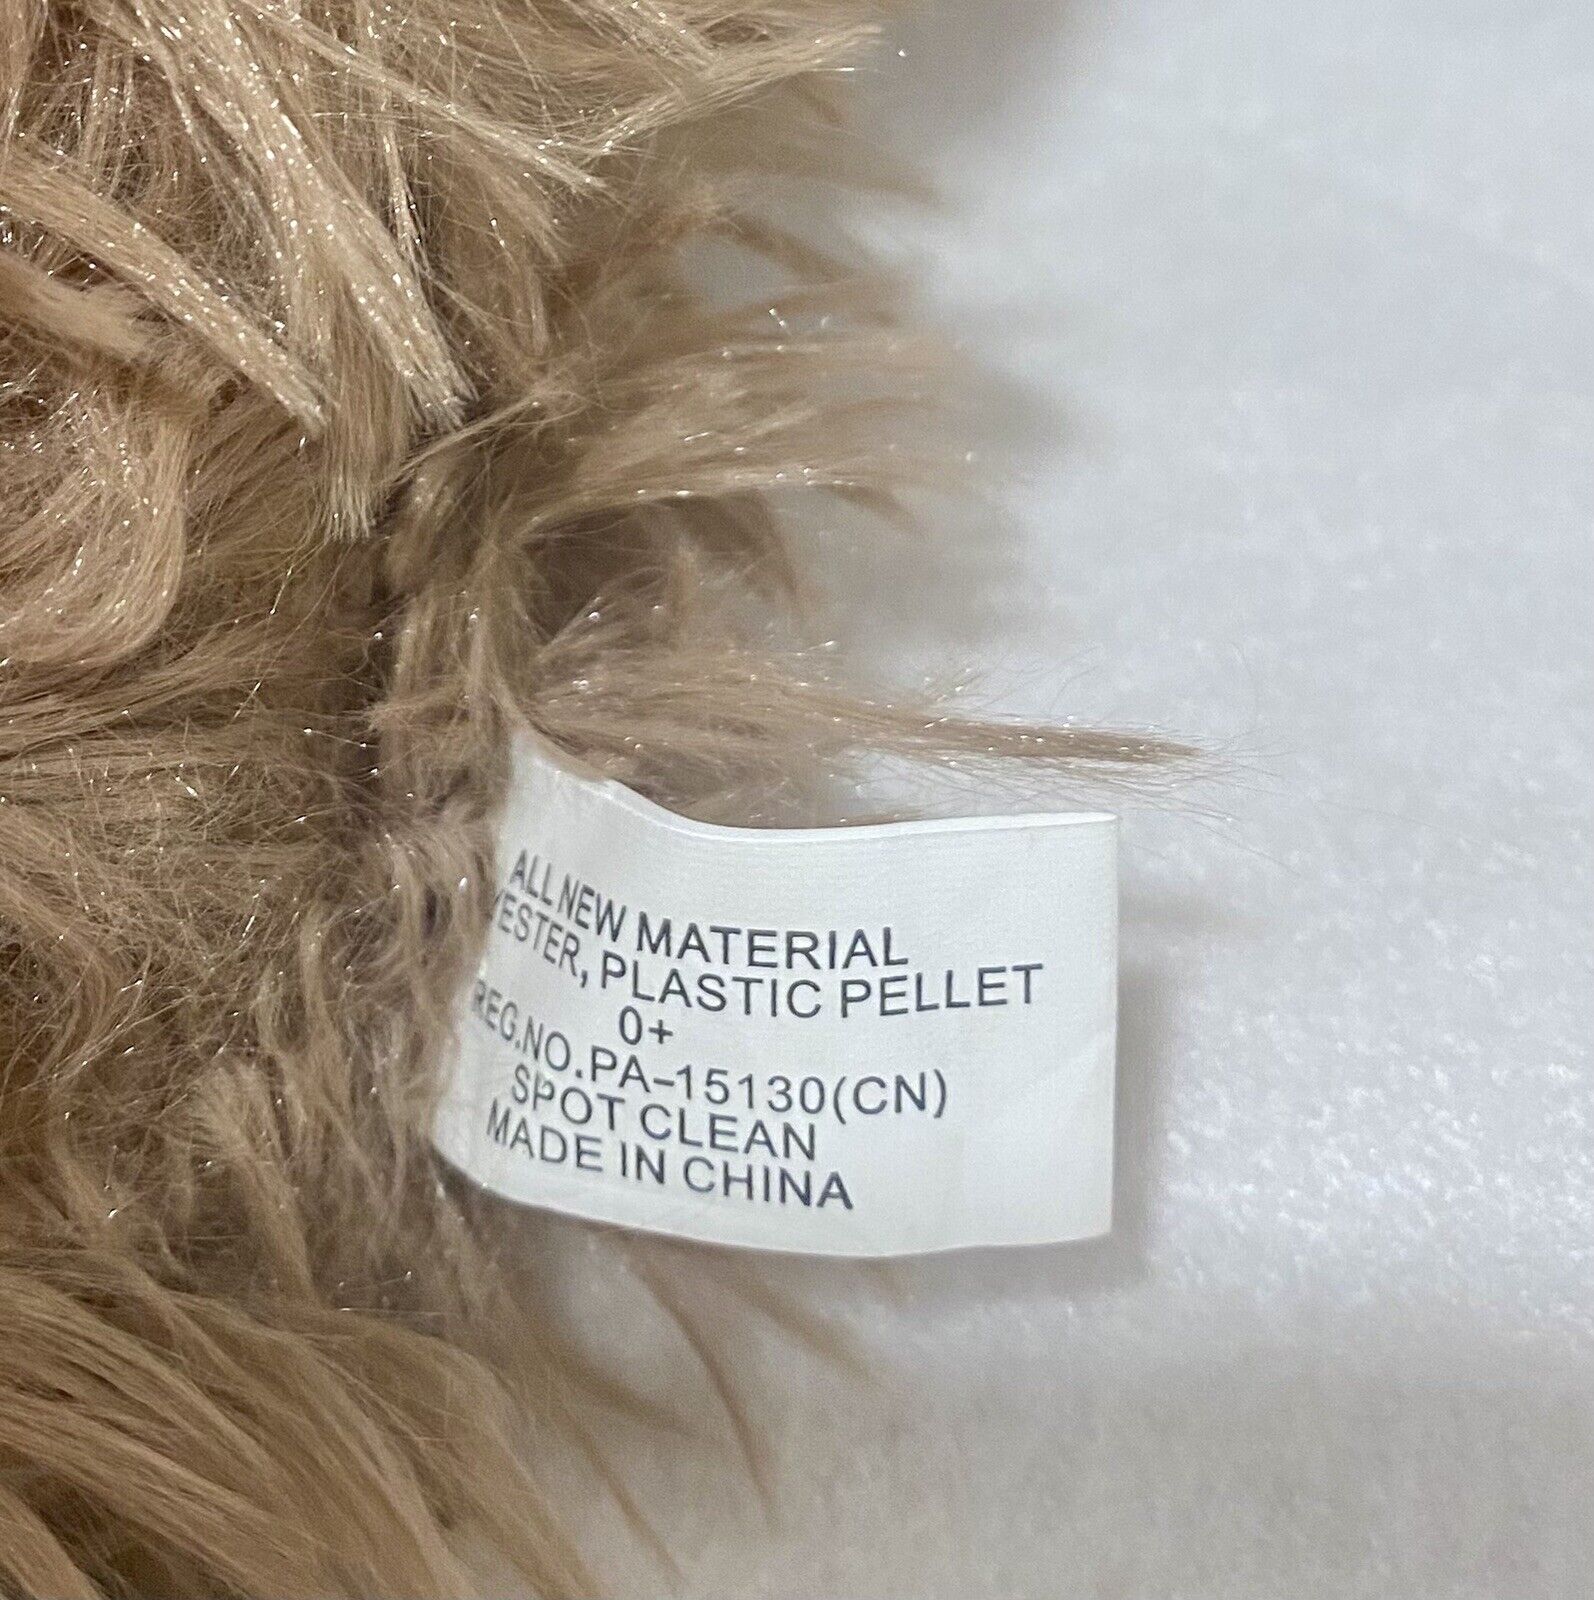 ALL NEW MATERIAL
YESTER, PLASTIC PELLET
0+
REG.NO.PA-15130(CN)
SPOT CLEAN
MADE IN CHINA